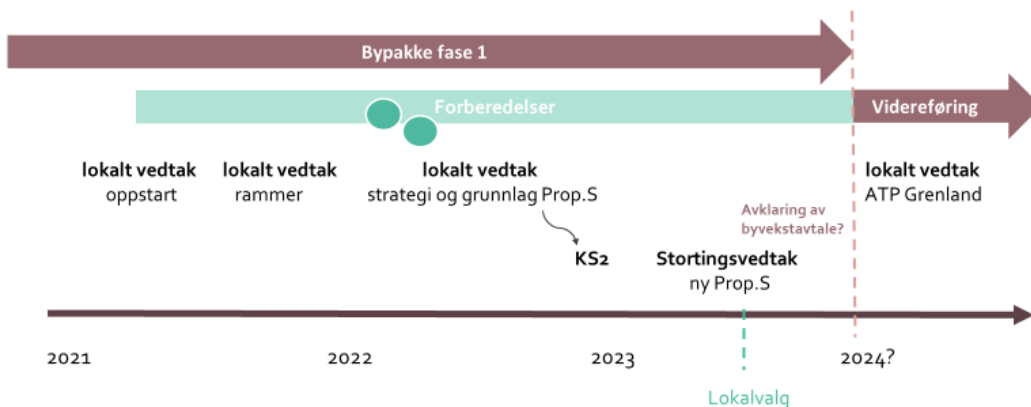 Bypakke fase 1
Forberedelser
Videreføring
lokalt vedtak
oppstart
lokalt vedtak
rammer
lokalt vedtak
strategi og grunnlag Prop.S
lokalt vedtak
ATP Grenland
Avklaring av
byvekstavtale?
KS2
Stortingsvedtak
ny Prop.S
2021
2022
2023
2024?
Lokalvalg